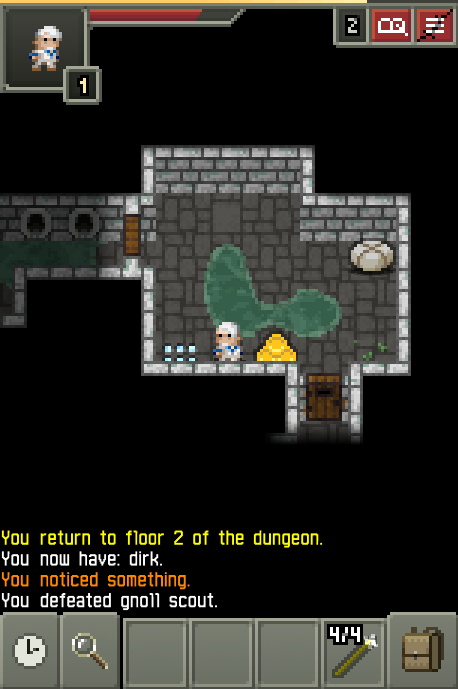 2
1
You return to floor 2 of the dungeon.
You now have: dirk.
You noticed something.
You defeated gnoll scout.
4/4